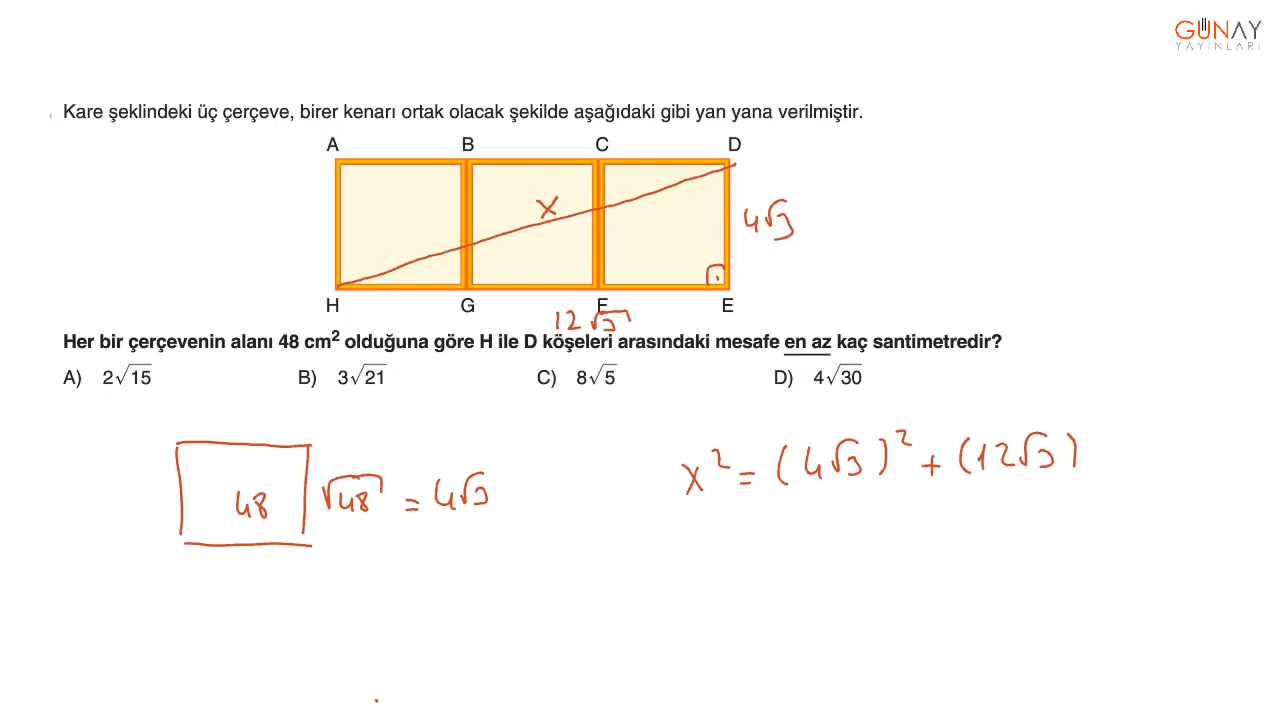 GÜNAY
YAYINLARI
Kare şeklindeki üç çerçeve, birer kenarı ortak olacak şekilde aşağıdaki gibi yan yana verilmiştir.
A B C D
x
4√3
H G F E
12√3
Her bir çerçevenin alanı 48 cm² olduğuna göre H ile D köşeleri arasındaki mesafe en az kaç santimetredir?
A) 2√15 B) 3√21 C) 8√5 D) 4√30
48 √48 = 4√3
x² = (4√3)² + (12√3)